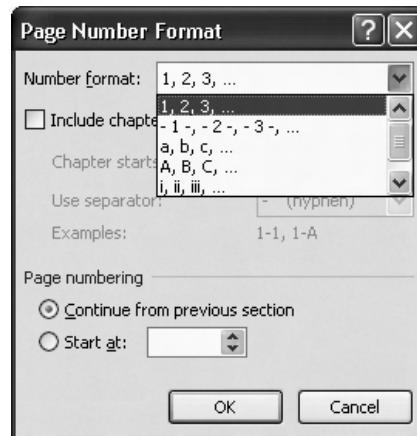 Page Number Format
Number format: 1, 2, 3, ...
1, 2, 3, ...
Include chapte
- 1 -, - 2 -, - 3 -, ...
a, b, c, ...
Chapter starts
A, B, C, ...
i, ii, iii, ...
Use separator: - (hyphen)
Examples: 1-1, 1-A
Page numbering
Continue from previous section
Start at:
OK Cancel